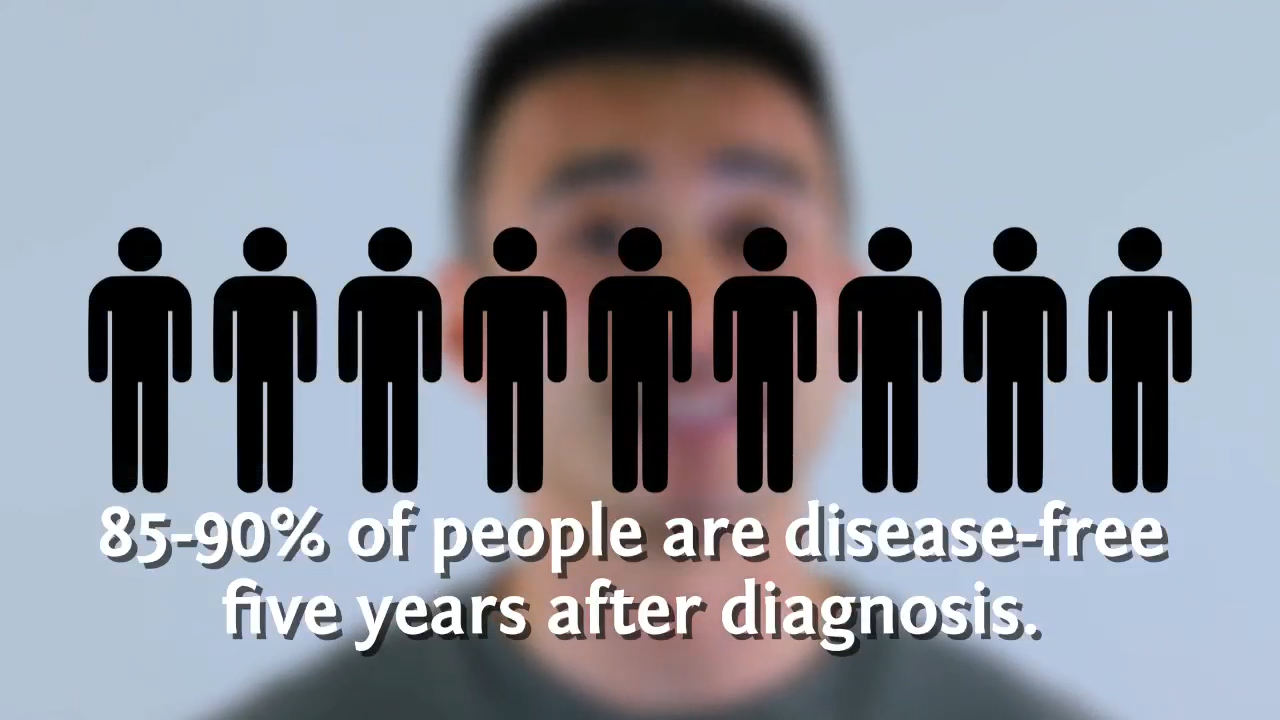 85-90% of people are disease-free
five years after diagnosis.